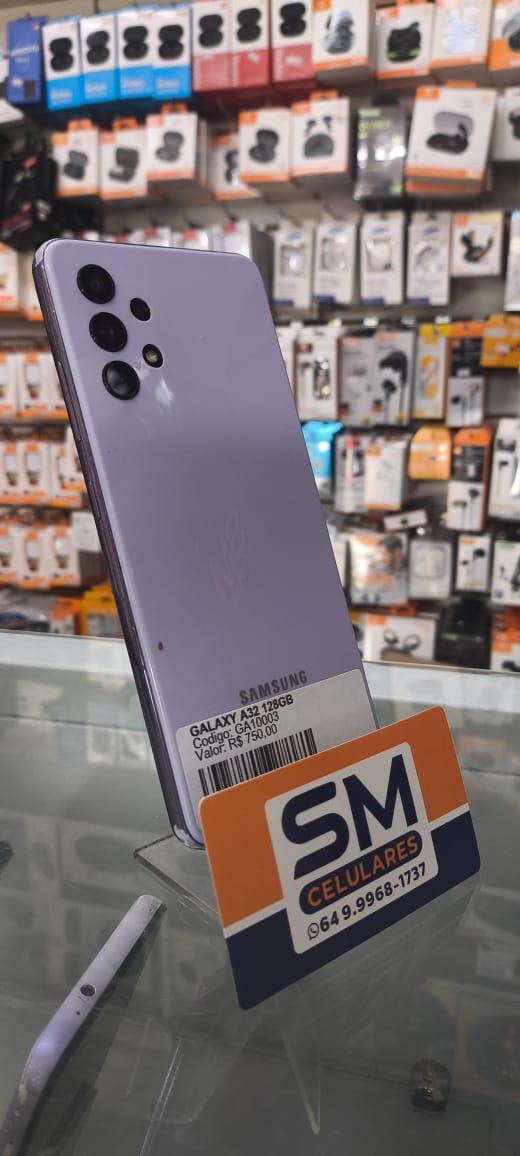 SAMSUNG
GALAXY A32 128GB
Codigo: GA10003
Valor: R$ 750,00
SM
CELULARES
64 9.9968-1737